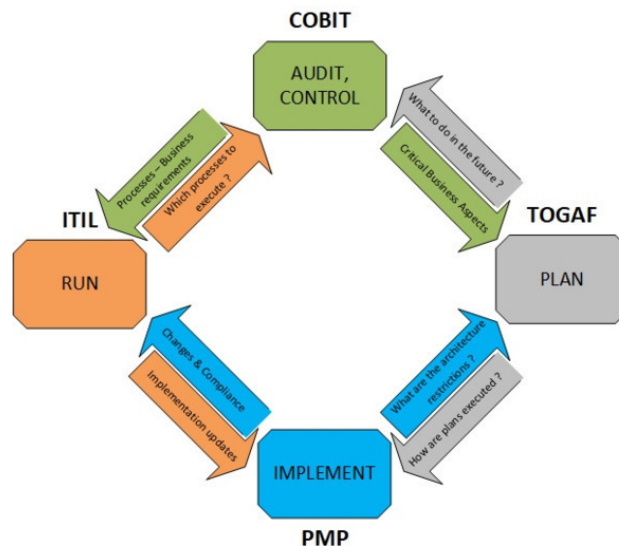 COBIT
AUDIT,
CONTROL
What to do in the future ?
Critical Business Aspects
Processes – Business
requirements
Which processes to
execute ?
ITIL
RUN
TOGAF
PLAN
Changes & Compliance
Implementation updates
What are the architecture
restrictions ?
How are plans executed ?
IMPLEMENT
PMP